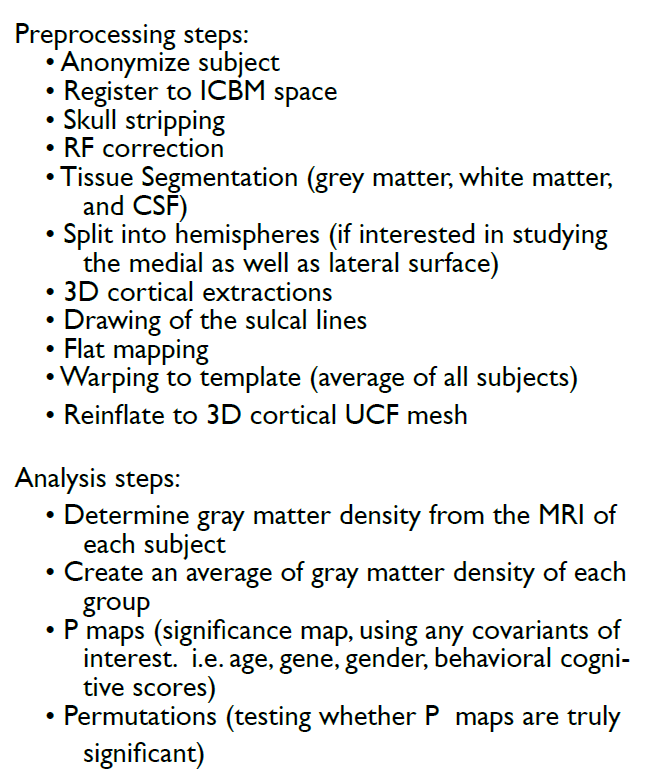 Preprocessing steps:
• Anonymize subject
• Register to ICBM space
• Skull stripping
• RF correction
• Tissue Segmentation (grey matter, white matter,
and CSF)
• Split into hemispheres (if interested in studying
the medial as well as lateral surface)
• 3D cortical extractions
• Drawing of the sulcal lines
• Flat mapping
• Warping to template (average of all subjects)
• Reinflate to 3D cortical UCF mesh
Analysis steps:
• Determine gray matter density from the MRI of
each subject
• Create an average of gray matter density of each
group
• P maps (significance map, using any covariants of
interest. i.e. age, gene, gender, behavioral cogni-
tive scores)
• Permutations (testing whether P maps are truly
significant)